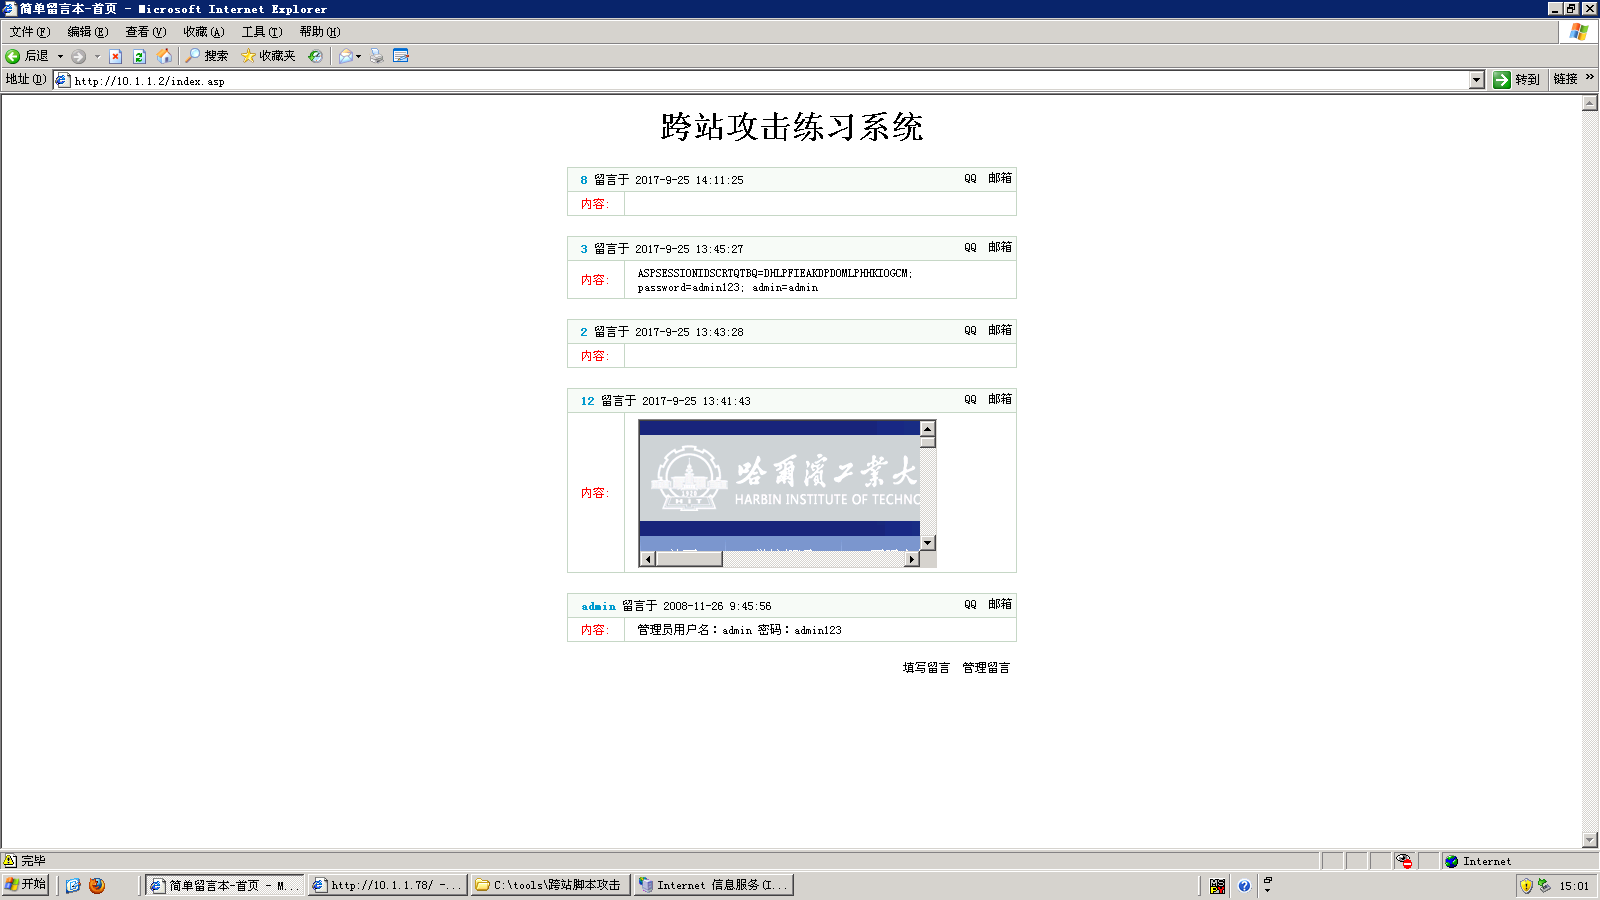 简单留言本-首页 - Microsoft Internet Explorer
文件(F) 编辑(E) 查看(V) 收藏(A) 工具(T) 帮助(H)
后退 搜索 收藏夹
地址(D) http://10.1.1.2/index.asp 转到 链接 »
跨站攻击练习系统
8 留言于 2017-9-25 14:11:25 QQ 邮箱
内容:
3 留言于 2017-9-25 13:45:27 QQ 邮箱
内容: ASPSESSIONIDSCRTQTBQ=DHLPFIEAKDPDOMLPHHKIOGCM;
password=admin123; admin=admin
2 留言于 2017-9-25 13:43:28 QQ 邮箱
内容:
12 留言于 2017-9-25 13:41:43 QQ 邮箱
内容:
哈爾濱工業大
HARBIN INSTITUTE OF TECHNO
HIT
admin 留言于 2008-11-26 9:45:56 QQ 邮箱
内容: 管理员用户名：admin 密码：admin123
填写留言 管理留言
完毕 Internet
开始 简单留言本-首页 - M... http://10.1.1.78/ -... C:\tools\跨站脚本攻击 Internet 信息服务(I... 15:01